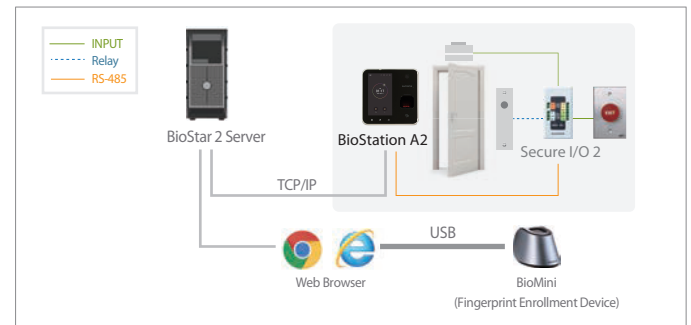 INPUT
Relay
RS-485
BioStar 2 Server
BioStation A2
EXIT
Secure I/O 2
TCP/IP
USB
Web Browser
BioMini
(Fingerprint Enrollment Device)